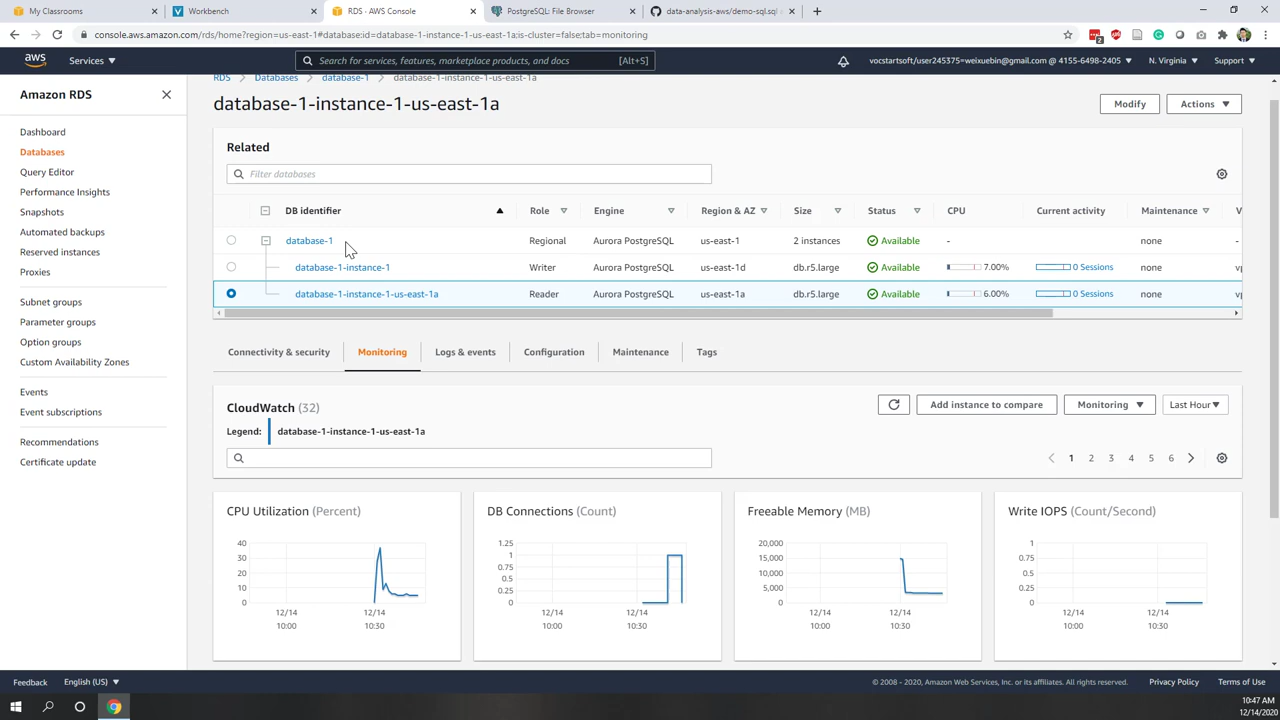 My Classrooms
Workbench
RDS · AWS Console
PostgreSQL: File Browser
data-analysis-aws/demo-sql.sql
console.aws.amazon.com/rds/home?region=us-east-1#database:id=database-1-instance-1-us-east-1a;is-cluster=false;tab=monitoring
aws
Services
Search for services, features, marketplace products, and docs
[Alt+S]
vocstartsoft/user245375=weixuebin@gmail.com @ 4155-6498-2405
N. Virginia
Support
Amazon RDS
Dashboard
Databases
Query Editor
Performance Insights
Snapshots
Automated backups
Reserved instances
Proxies
Subnet groups
Parameter groups
Option groups
Custom Availability Zones
Events
Event subscriptions
Recommendations
Certificate update
RDS
Databases
database-1
database-1-instance-1-us-east-1a
database-1-instance-1-us-east-1a
Modify
Actions
Related
Filter databases
DB identifier Role Engine Region & AZ Size Status CPU Current activity Maintenance V
database-1 Regional Aurora PostgreSQL us-east-1 2 instances Available - none -
database-1-instance-1 Writer Aurora PostgreSQL us-east-1d db.r5.large Available 7.00% 0 Sessions none vp
database-1-instance-1-us-east-1a Reader Aurora PostgreSQL us-east-1a db.r5.large Available 6.00% 0 Sessions none vp
Connectivity & security
Monitoring
Logs & events
Configuration
Maintenance
Tags
CloudWatch (32)
Add instance to compare
Monitoring
Last Hour
Legend:
database-1-instance-1-us-east-1a
1 2 3 4 5 6
CPU Utilization (Percent)
40
30
20
10
0
12/14 10:00
12/14 10:30
DB Connections (Count)
1.25
1
0.75
0.5
0.25
0
12/14 10:00
12/14 10:30
Freeable Memory (MB)
20,000
15,000
10,000
5,000
0
12/14 10:00
12/14 10:30
Write IOPS (Count/Second)
1
0.75
0.5
0.25
0
12/14 10:00
12/14 10:30
Feedback
English (US)
© 2008 - 2020, Amazon Web Services, Inc. or its affiliates. All rights reserved.
Privacy Policy
Terms of Use
10:47 AM
12/14/2020